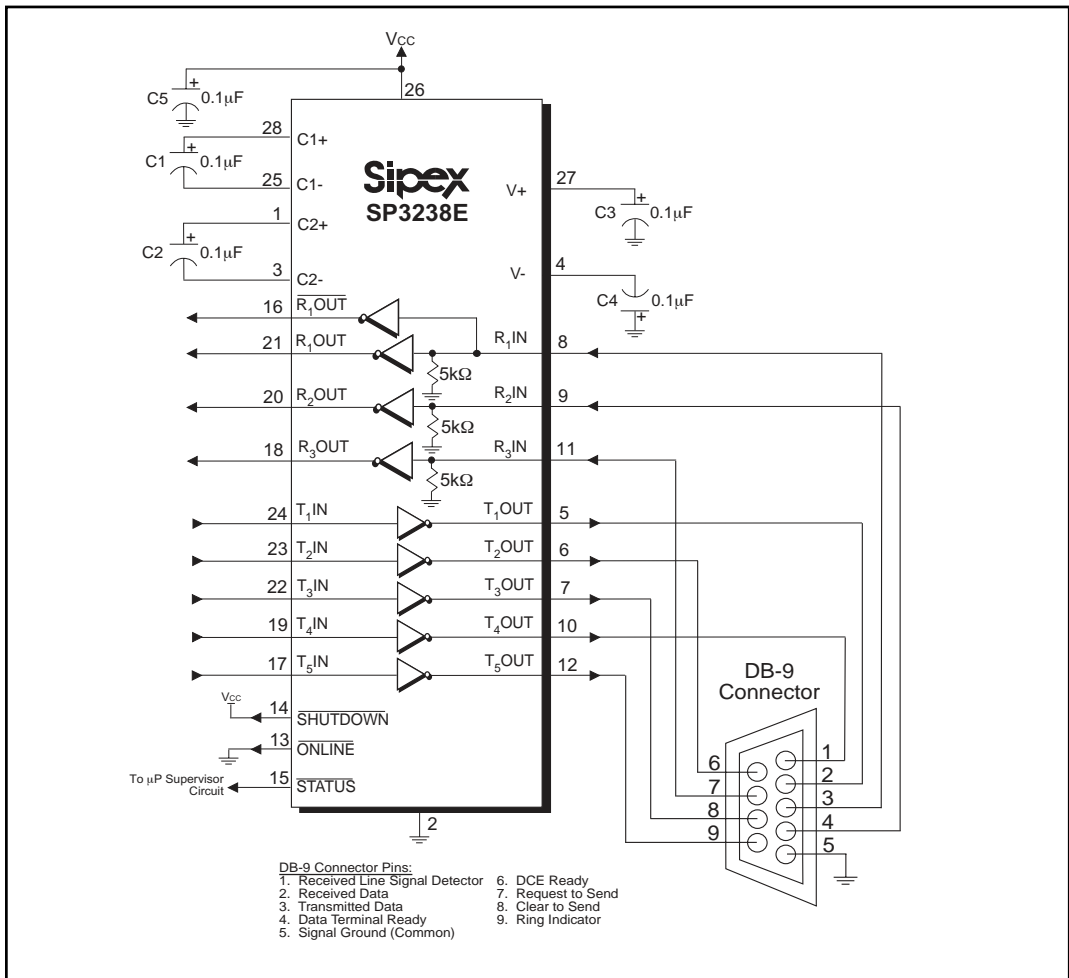 VCC
26
C5 + 0.1µF
28 C1+
C1 + 0.1µF
25 C1-
1 C2+
C2 + 0.1µF
3 C2-
Sipex
SP3238E
V+ 27
C3 + 0.1µF
V- 4
C4 0.1µF +
16 R1OUT
21 R1OUT R1IN 8
5kΩ
20 R2OUT R2IN 9
5kΩ
18 R3OUT R3IN 11
5kΩ
24 T1IN T1OUT 5
23 T2IN T2OUT 6
22 T3IN T3OUT 7
19 T4IN T4OUT 10
17 T5IN T5OUT 12
VCC
14 SHUTDOWN
13 ONLINE
To µP Supervisor
Circuit
15 STATUS
2
DB-9
Connector
6
7
8
9
1
2
3
4
5
DB-9 Connector Pins:
1. Received Line Signal Detector
2. Received Data
3. Transmitted Data
4. Data Terminal Ready
5. Signal Ground (Common)
6. DCE Ready
7. Request to Send
8. Clear to Send
9. Ring Indicator